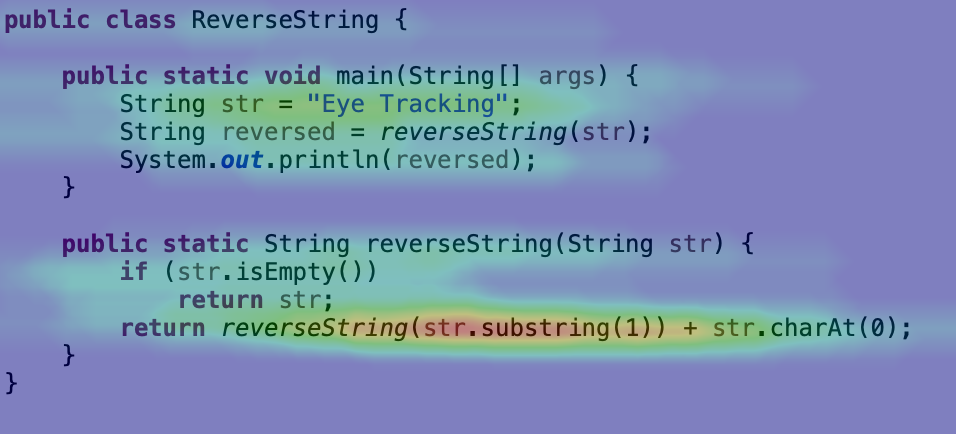 public class ReverseString {
public static void main(String[] args) {
String str = "Eye Tracking";
String reversed = reverseString(str);
System.out.println(reversed);
}
public static String reverseString(String str) {
if (str.isEmpty())
return str;
return reverseString(str.substring(1)) + str.charAt(0);
}
}